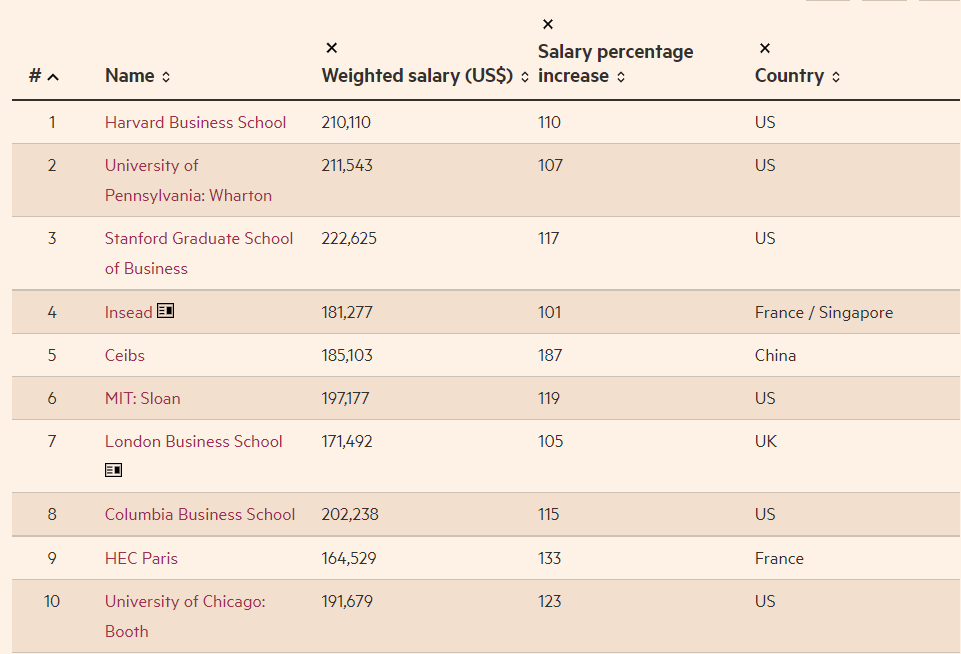 # Name Weighted salary (US$) Salary percentage increase Country
1 Harvard Business School 210,110 110 US
2 University of Pennsylvania: Wharton 211,543 107 US
3 Stanford Graduate School of Business 222,625 117 US
4 Insead 181,277 101 France / Singapore
5 Ceibs 185,103 187 China
6 MIT: Sloan 197,177 119 US
7 London Business School 171,492 105 UK
8 Columbia Business School 202,238 115 US
9 HEC Paris 164,529 133 France
10 University of Chicago: Booth 191,679 123 US